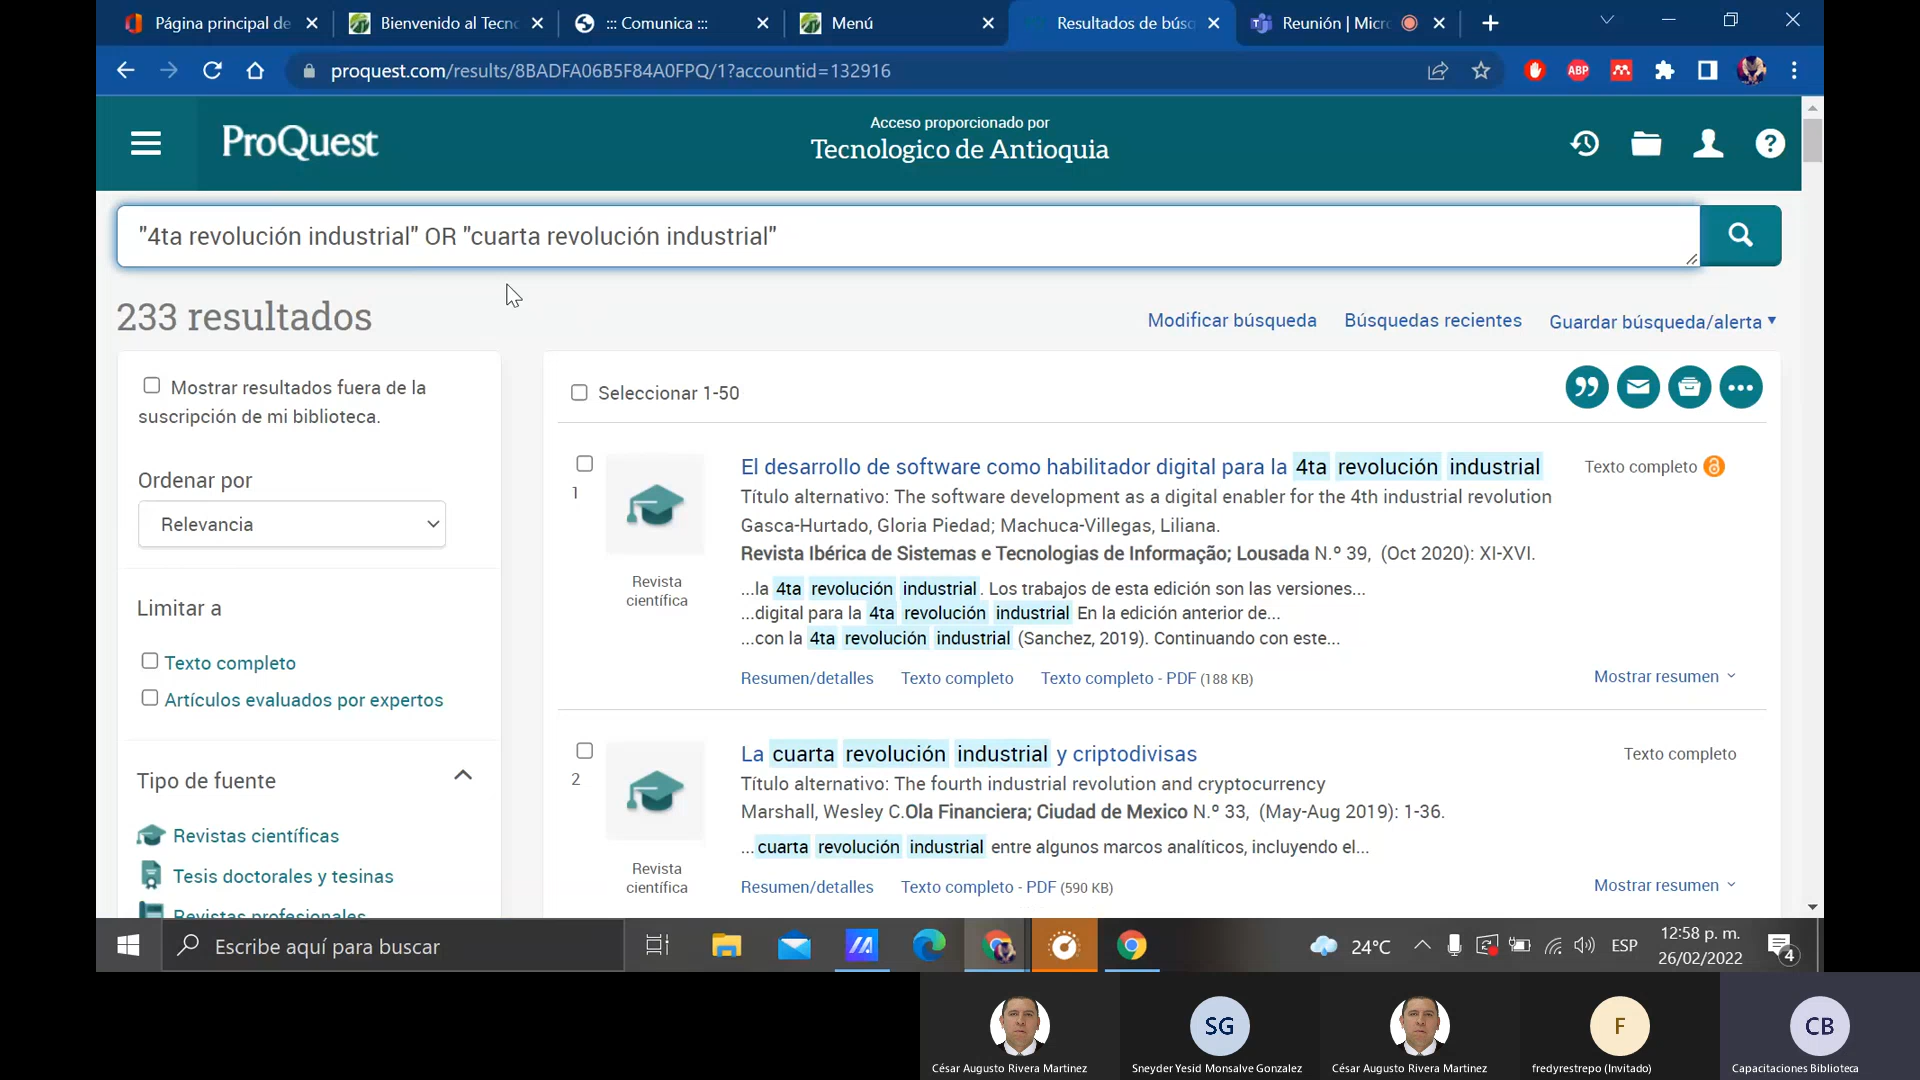 Página principal de
Bienvenido al Tecno
::: Comunica :::
Menú
Resultados de búsq
Reunión | Micro
proquest.com/results/8BADFA06B5F84A0FPQ/1?accountid=132916
ABP
ProQuest
Acceso proporcionado por
Tecnologico de Antioquia
"4ta revolución industrial" OR "cuarta revolución industrial"
233 resultados
Modificar búsqueda
Búsquedas recientes
Guardar búsqueda/alerta
Mostrar resultados fuera de la
suscripción de mi biblioteca.
Ordenar por
Relevancia
Limitar a
Texto completo
Artículos evaluados por expertos
Tipo de fuente
Revistas científicas
Tesis doctorales y tesinas
Revistas profesionales
Seleccionar 1-50
1
Revista
científica
El desarrollo de software como habilitador digital para la 4ta revolución industrial
Texto completo
Título alternativo: The software development as a digital enabler for the 4th industrial revolution
Gasca-Hurtado, Gloria Piedad; Machuca-Villegas, Liliana.
Revista Ibérica de Sistemas e Tecnologias de Informação; Lousada N.º 39, (Oct 2020): XI-XVI.
...la 4ta revolución industrial. Los trabajos de esta edición son las versiones...
...digital para la 4ta revolución industrial En la edición anterior de...
...con la 4ta revolución industrial (Sanchez, 2019). Continuando con este...
Resumen/detalles
Texto completo
Texto completo - PDF (188 KB)
Mostrar resumen
2
Revista
científica
La cuarta revolución industrial y criptodivisas
Texto completo
Título alternativo: The fourth industrial revolution and cryptocurrency
Marshall, Wesley C.Ola Financiera; Ciudad de Mexico N.º 33, (May-Aug 2019): 1-36.
...cuarta revolución industrial entre algunos marcos analíticos, incluyendo el...
Resumen/detalles
Texto completo - PDF (590 KB)
Mostrar resumen
Escribe aquí para buscar
24°C
ESP
12:58 p. m.
26/02/2022
4
SG
F
CB
César Augusto Rivera Martinez
Sneyder Yesid Monsalve Gonzalez
César Augusto Rivera Martinez
fredyrestrepo (Invitado)
Capacitaciones Biblioteca